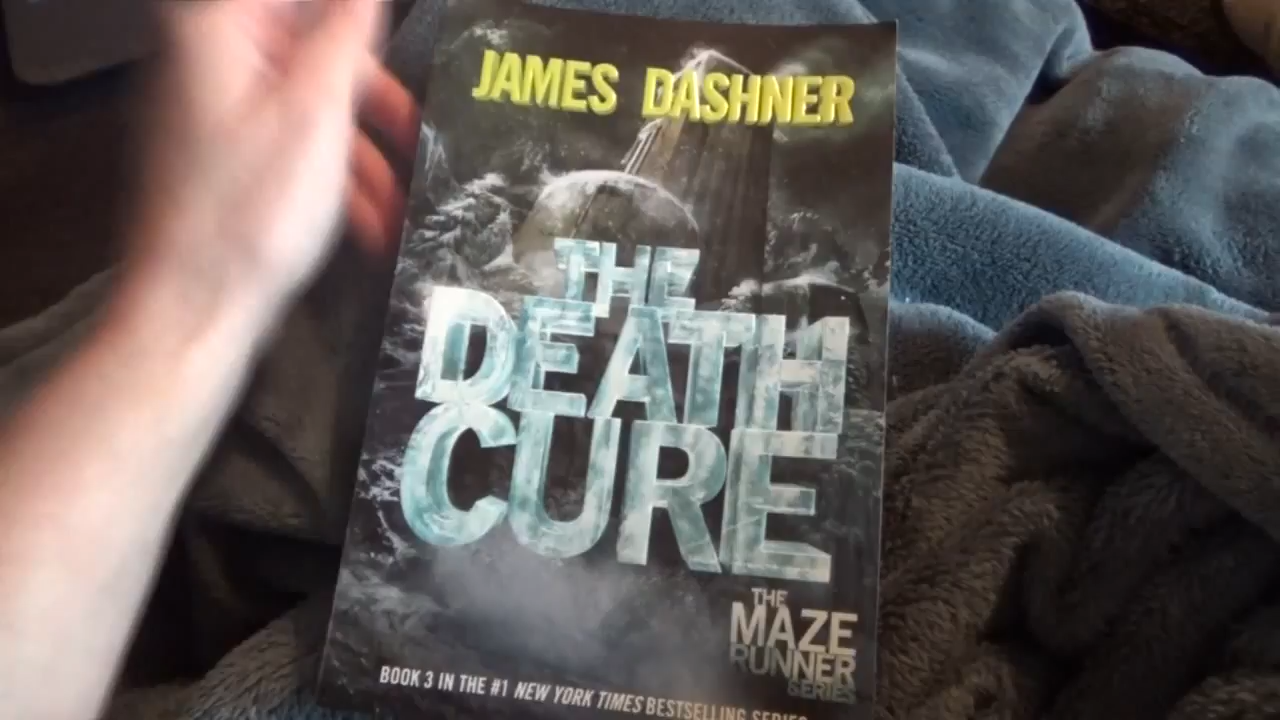 JAMES DASHNER
THE
DEATH
CURE
THE
MAZE
RUNNER
SERIES
BOOK 3 IN THE #1 NEW YORK TIMES BESTSELLING SERIES